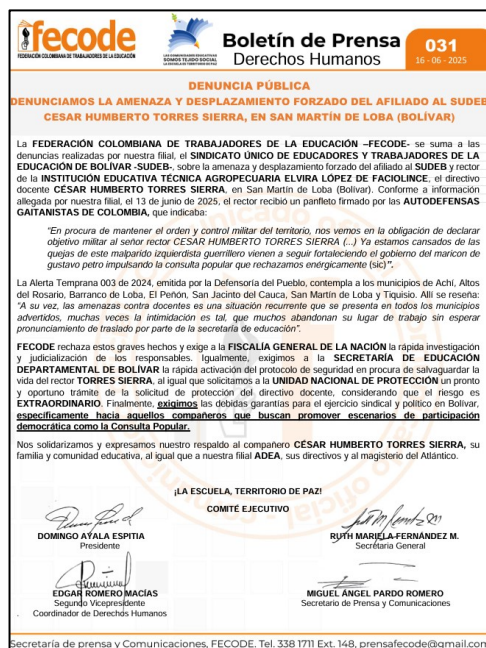 fecode
FEDERACIÓN COLOMBIANA DE TRABAJADORES DE LA EDUCACIÓN
LAS COMUNIDADES EDUCATIVAS
SOMOS TEJIDO SOCIAL
LA ESCUELA UN TERRITORIO DE PAZ
Boletín de Prensa
Derechos Humanos
031
16 - 06 - 2025
DENUNCIA PÚBLICA
DENUNCIAMOS LA AMENAZA Y DESPLAZAMIENTO FORZADO DEL AFILIADO AL SUDEB
CESAR HUMBERTO TORRES SIERRA, EN SAN MARTÍN DE LOBA (BOLÍVAR)
La FEDERACIÓN COLOMBIANA DE TRABAJADORES DE LA EDUCACIÓN –FECODE- se suma a las
denuncias realizadas por nuestra filial, el SINDICATO ÚNICO DE EDUCADORES Y TRABAJADORES DE LA
EDUCACIÓN DE BOLÍVAR -SUDEB-, sobre la amenaza y desplazamiento forzado del afiliado al SUDEB y rector
de la INSTITUCIÓN EDUCATIVA TÉCNICA AGROPECUARIA ELVIRA LÓPEZ DE FACIOLINCE, el directivo
docente CÉSAR HUMBERTO TORRES SIERRA, en San Martín de Loba (Bolívar). Conforme a información
allegada por nuestra filial, el 13 de junio de 2025, el rector recibió un panfleto firmado por las AUTODEFENSAS
GAITANISTAS DE COLOMBIA, que indicaba:
"En procura de mantener el orden y control militar del territorio, nos vemos en la obligación de declarar
objetivo militar al señor rector CESAR HUMBERTO TORRES SIERRA (...) Ya estamos cansados de las
quejas de este malparido izquierdista guerrillero vienen a seguir fortaleciendo el gobierno del maricon de
gustavo petro impulsando la consulta popular que rechazamos enérgicamente (sic)".
La Alerta Temprana 003 de 2024, emitida por la Defensoría del Pueblo, contempla a los municipios de Achí, Altos
del Rosario, Barranco de Loba, El Peñón, San Jacinto del Cauca, San Martín de Loba y Tiquisio. Allí se reseña:
"A su vez, las amenazas contra docentes es una situación recurrente que se presenta en todos los municipios
advertidos, muchas veces la intimidación es tal, que muchos abandonan su lugar de trabajo sin esperar
pronunciamiento de traslado por parte de la secretaría de educación".
FECODE rechaza estos graves hechos y exige a la FISCALÍA GENERAL DE LA NACIÓN la rápida investigación
y judicialización de los responsables. Igualmente, exigimos a la SECRETARÍA DE EDUCACIÓN
DEPARTAMENTAL DE BOLÍVAR la rápida activación del protocolo de seguridad en procura de salvaguardar la
vida del rector TORRES SIERRA, al igual que solicitamos a la UNIDAD NACIONAL DE PROTECCIÓN un pronto
y oportuno trámite de la solicitud de protección del directivo docente, considerando que el riesgo es
EXTRAORDINARIO. Finalmente, exigimos las debidas garantías para el ejercicio sindical y político en Bolívar,
específicamente hacia aquellos compañeros que buscan promover escenarios de participación
democrática como la Consulta Popular.
Nos solidarizamos y expresamos nuestro respaldo al compañero CÉSAR HUMBERTO TORRES SIERRA, su
familia y comunidad educativa, al igual que a nuestra filial ADEA, sus directivos y al magisterio del Atlántico.
¡LA ESCUELA, TERRITORIO DE PAZ!
COMITÉ EJECUTIVO
DOMINGO AYALA ESPITIA
Presidente
RUTH MARIELA FERNÁNDEZ M.
Secretaria General
EDGAR ROMERO MACÍAS
Segundo Vicepresidente
Coordinador de Derechos Humanos
MIGUEL ÁNGEL PARDO ROMERO
Secretario de Prensa y Comunicaciones
Secretaría de prensa y Comunicaciones, FECODE. Tel. 338 1711 Ext. 148, prensafecode@gmail.com